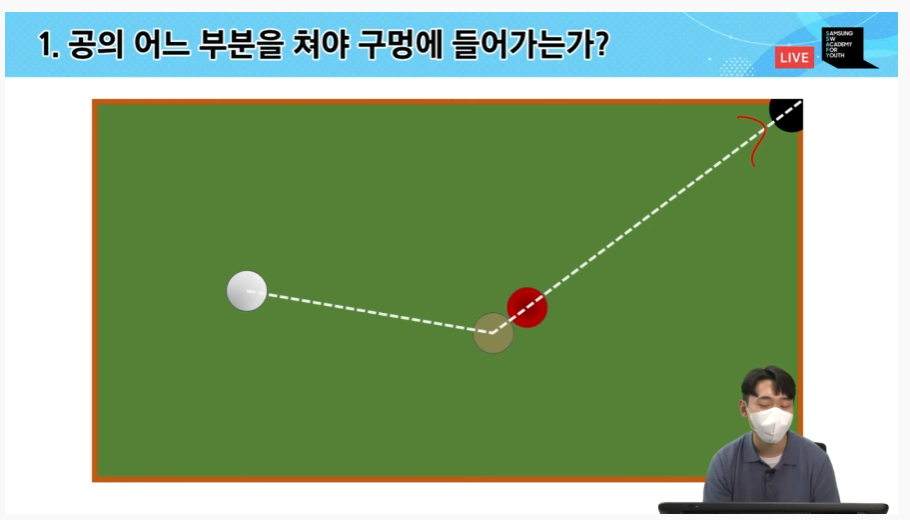 1. 공의 어느 부분을 쳐야 구멍에 들어가는가?
LIVE
SAMSUNG
SW
ACADEMY
FOR
YOUTH